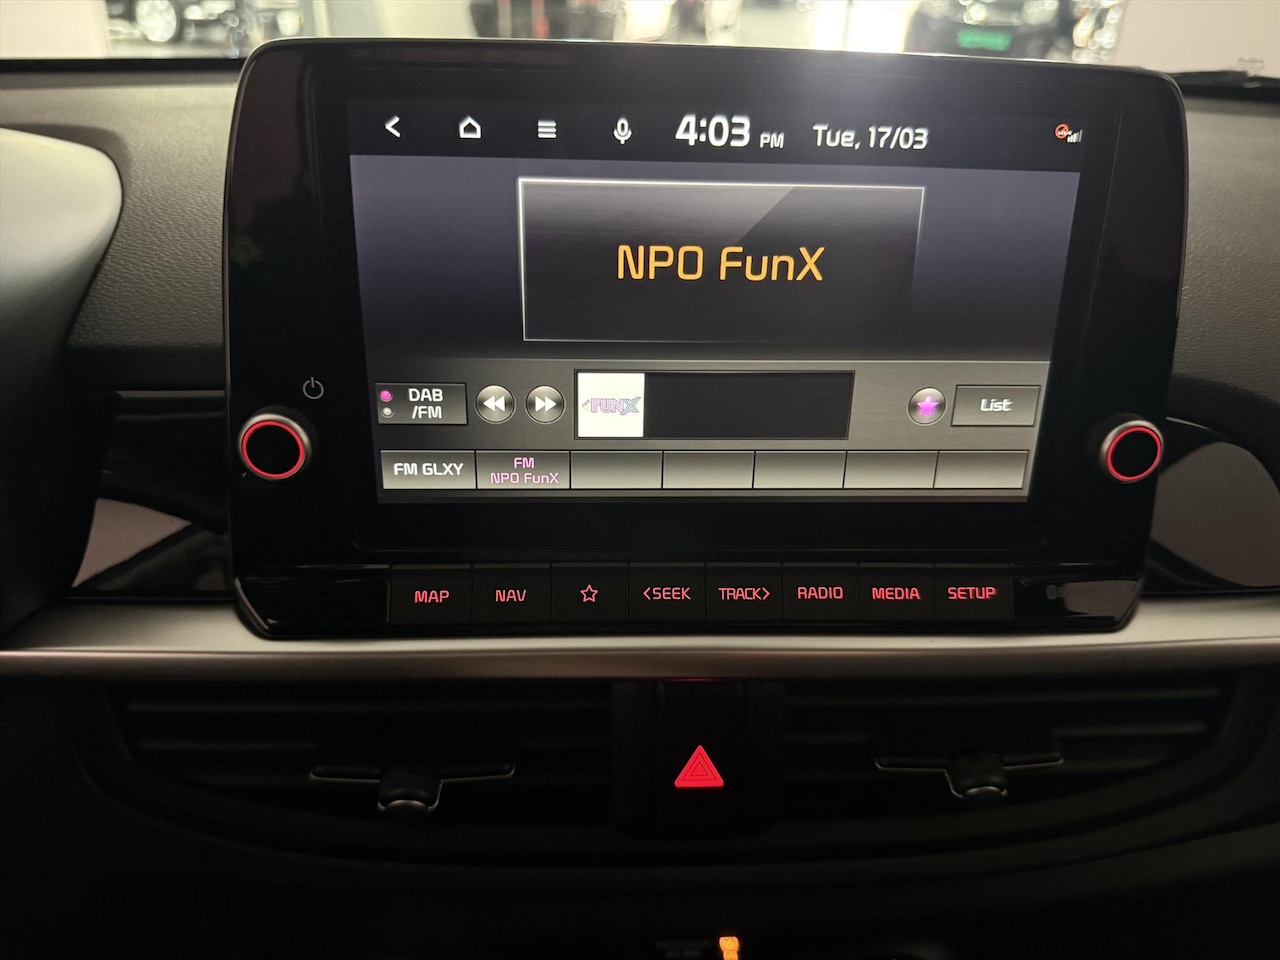 4:03 PM Tue, 17/03
NPO FunX
DAB
/FM
FUNX
List
FM GLXY
FM
NPO FunX
MAP NAV <SEEK TRACK> RADIO MEDIA SETUP